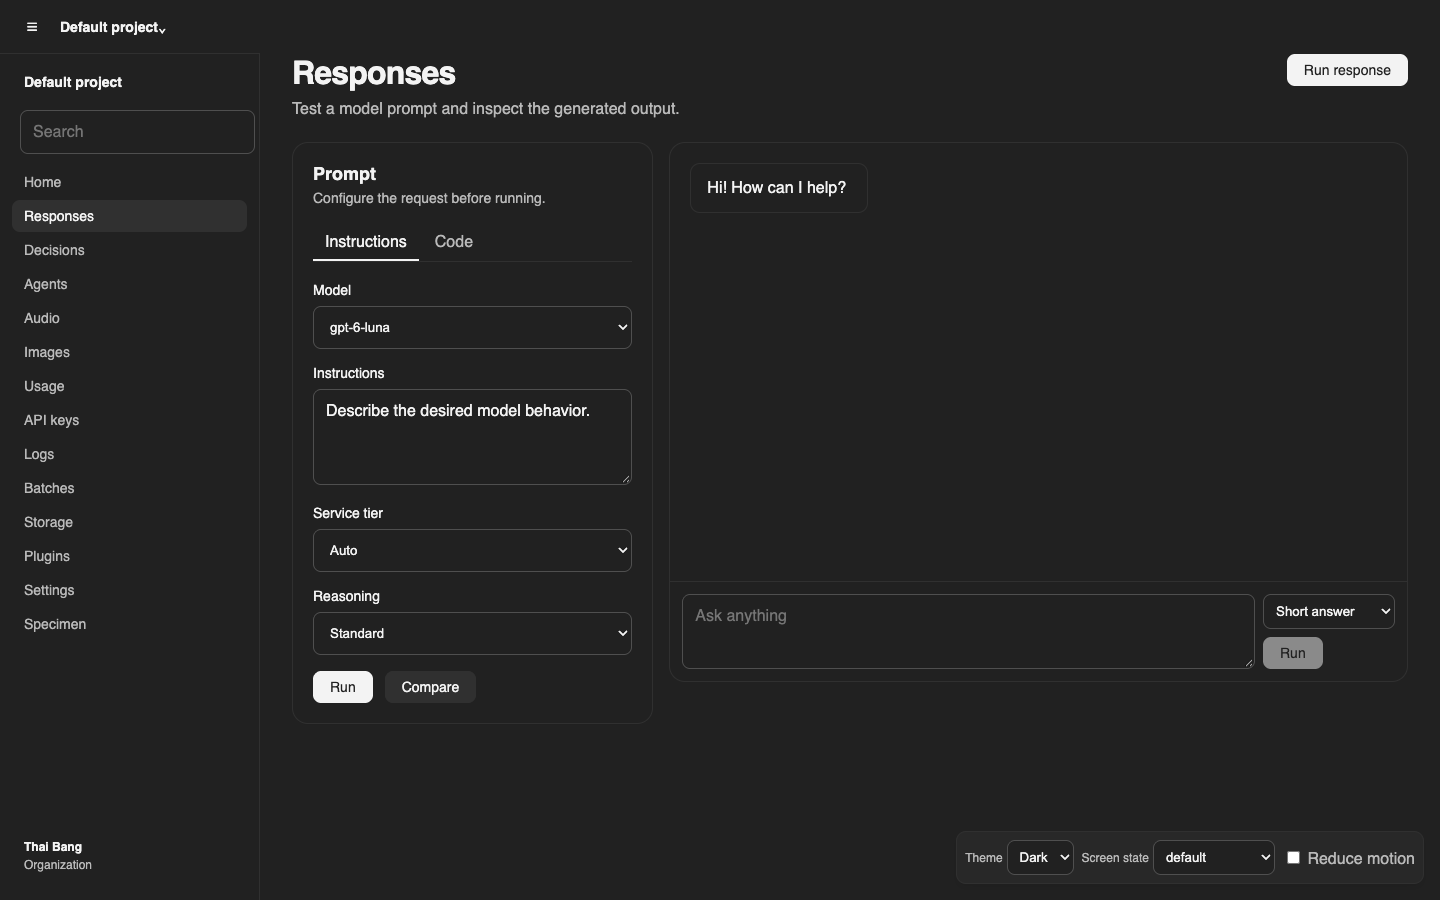 ≡ Default project⌄
Default project
Search
Home
Responses
Decisions
Agents
Audio
Images
Usage
API keys
Logs
Batches
Storage
Plugins
Settings
Specimen
Thai Bang
Organization
Responses
Test a model prompt and inspect the generated output.
Run response
Prompt
Configure the request before running.
Instructions Code
Model
gpt-6-luna
Instructions
Describe the desired model behavior.
Service tier
Auto
Reasoning
Standard
Run Compare
Hi! How can I help?
Ask anything
Short answer
Run
Theme Dark Screen state default Reduce motion